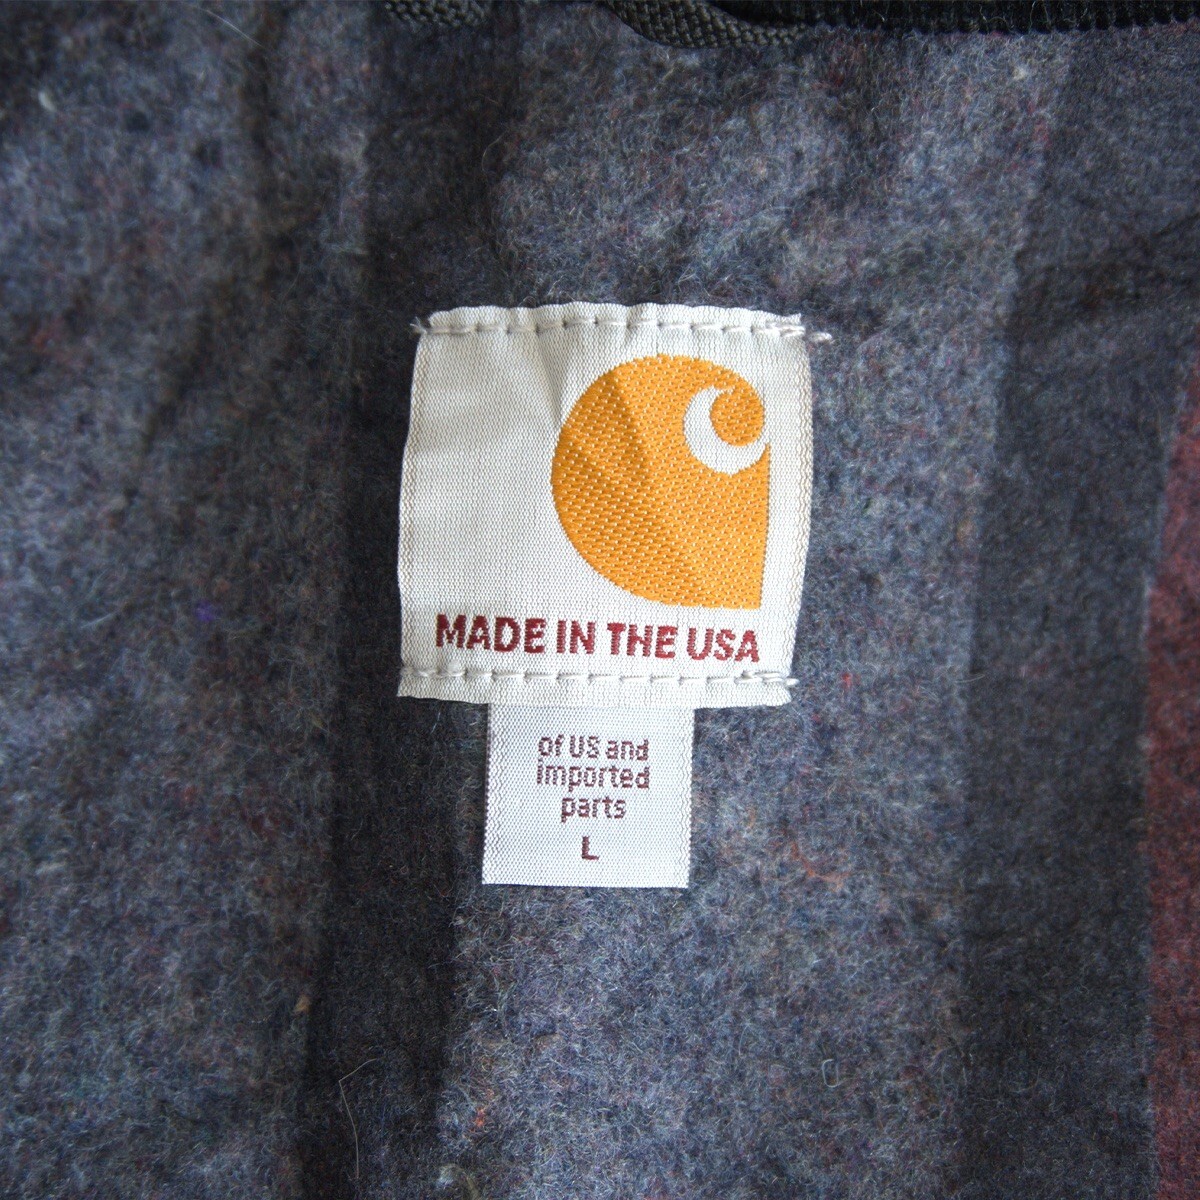 MADE IN THE USA
of US and
imported
parts
L